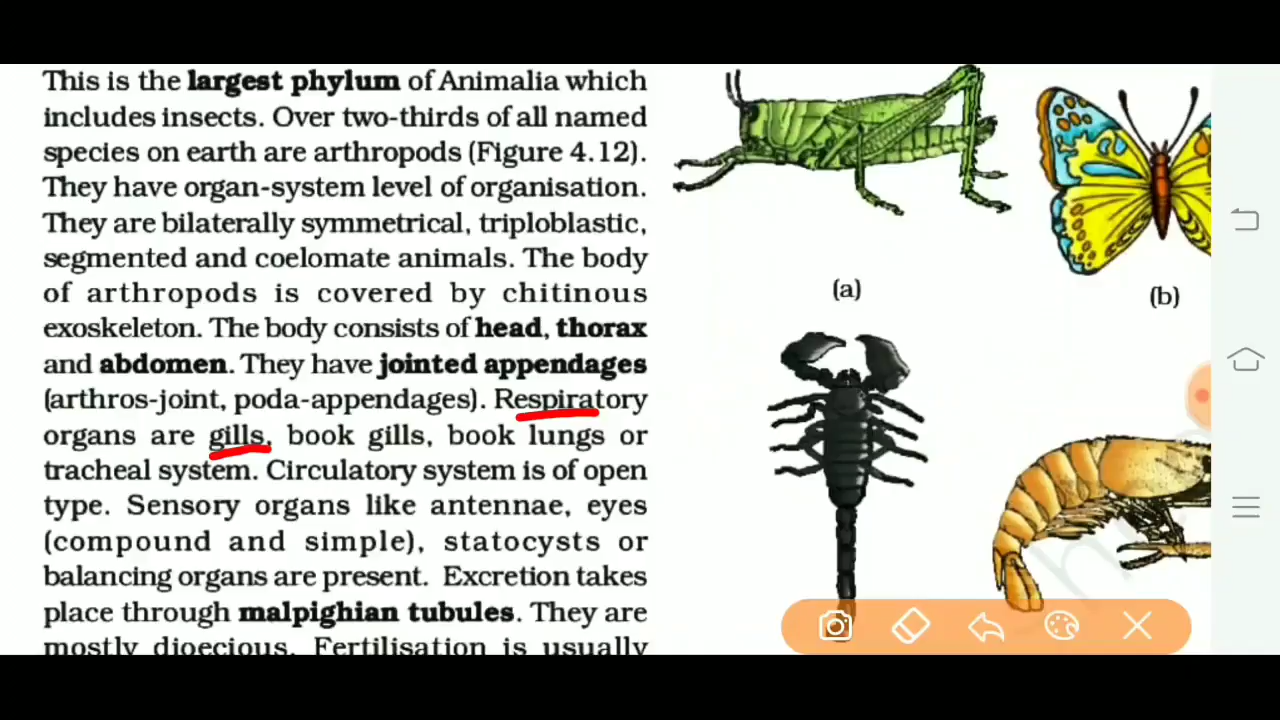 This is the largest phylum of Animalia which
includes insects. Over two-thirds of all named
species on earth are arthropods (Figure 4.12).
They have organ-system level of organisation.
They are bilaterally symmetrical, triploblastic,
segmented and coelomate animals. The body
of arthropods is covered by chitinous
exoskeleton. The body consists of head, thorax
and abdomen. They have jointed appendages
(arthros-joint, poda-appendages). Respiratory
organs are gills, book gills, book lungs or
tracheal system. Circulatory system is of open
type. Sensory organs like antennae, eyes
(compound and simple), statocysts or
balancing organs are present. Excretion takes
place through malpighian tubules. They are
mostly dioecious. Fertilisation is usually
(a)
(b)